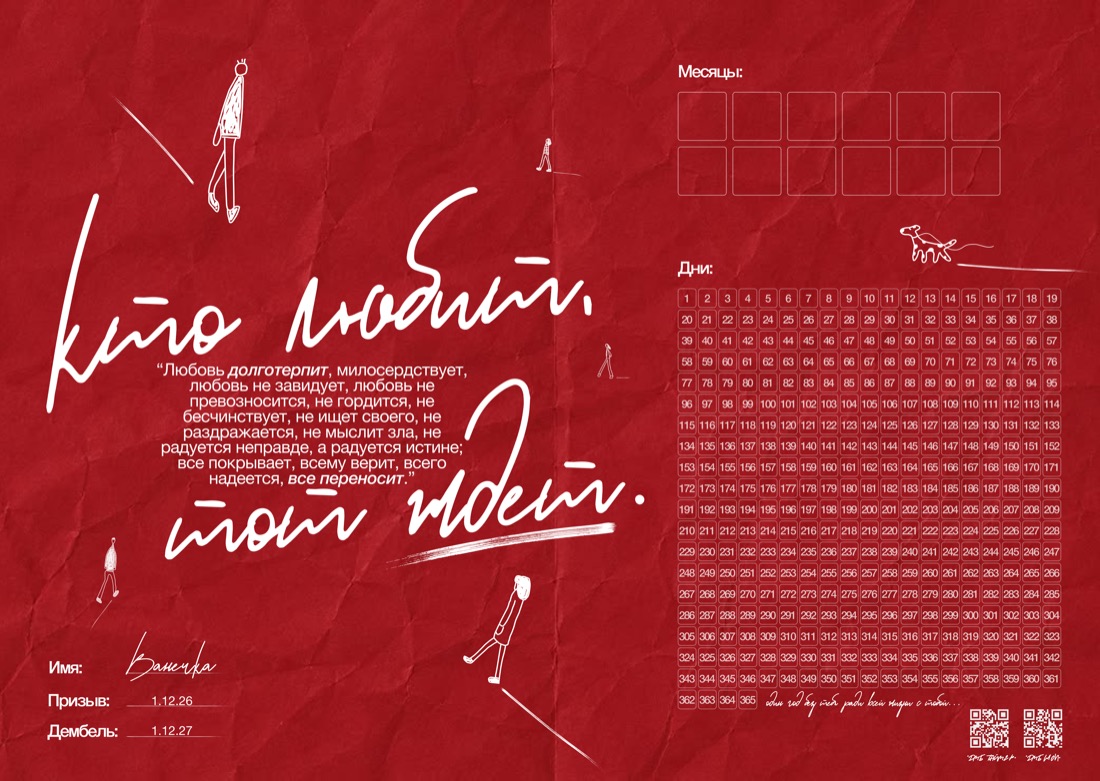 кто любит,
“Любовь долготерпит, милосердствует,
любовь не завидует, любовь не
превозносится, не гордится, не
бесчинствует, не ищет своего, не
раздражается, не мыслит зла, не
радуется неправде, а радуется истине;
все покрывает, всему верит, всего
надеется, все переносит.”
тот ждет.
Имя: Ванечка
Призыв: 1.12.26
Дембель: 1.12.27
Месяцы:
Дни:
1 2 3 4 5 6 7 8 9 10 11 12 13 14 15 16 17 18 19
20 21 22 23 24 25 26 27 28 29 30 31 32 33 34 35 36 37 38
39 40 41 42 43 44 45 46 47 48 49 50 51 52 53 54 55 56 57
58 59 60 61 62 63 64 65 66 67 68 69 70 71 72 73 74 75 76
77 78 79 80 81 82 83 84 85 86 87 88 89 90 91 92 93 94 95
96 97 98 99 100 101 102 103 104 105 106 107 108 109 110 111 112 113 114
115 116 117 118 119 120 121 122 123 124 125 126 127 128 129 130 131 132 133
134 135 136 137 138 139 140 141 142 143 144 145 146 147 148 149 150 151 152
153 154 155 156 157 158 159 160 161 162 163 164 165 166 167 168 169 170 171
172 173 174 175 176 177 178 179 180 181 182 183 184 185 186 187 188 189 190
191 192 193 194 195 196 197 198 199 200 201 202 203 204 205 206 207 208 209
210 211 212 213 214 215 216 217 218 219 220 221 222 223 224 225 226 227 228
229 230 231 232 233 234 235 236 237 238 239 240 241 242 243 244 245 246 247
248 249 250 251 252 253 254 255 256 257 258 259 260 261 262 263 264 265 266
267 268 269 270 271 272 273 274 275 276 277 278 279 280 281 282 283 284 285
286 287 288 289 290 291 292 293 294 295 296 297 298 299 300 301 302 303 304
305 306 307 308 309 310 311 312 313 314 315 316 317 318 319 320 321 322 323
324 325 326 327 328 329 330 331 332 333 334 335 336 337 338 339 340 341 342
343 344 345 346 347 348 349 350 351 352 353 354 355 356 357 358 359 360 361
362 363 364 365 один год без тебя ради всей жизни с тобой...